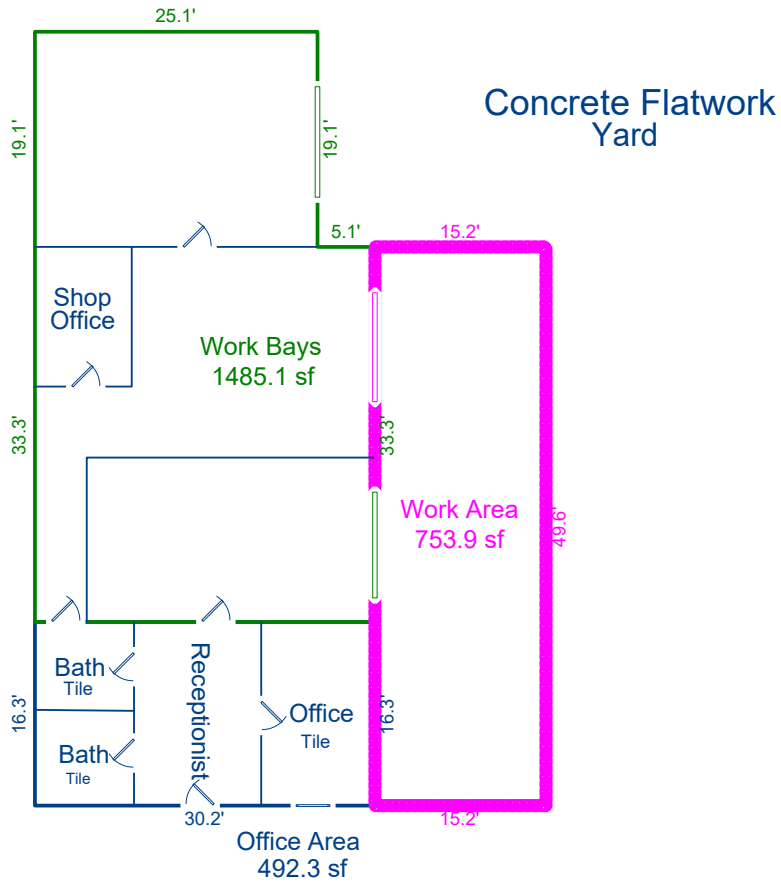 25.1'
Concrete Flatwork
Yard
19.1'
19.1'
5.1'
15.2'
Shop
Office
Work Bays
1485.1 sf
33.3'
33.3'
Work Area
753.9 sf
49.6'
Bath
Tile
Receptionist
Office
Tile
16.3'
16.3'
Bath
Tile
30.2'
15.2'
Office Area
492.3 sf